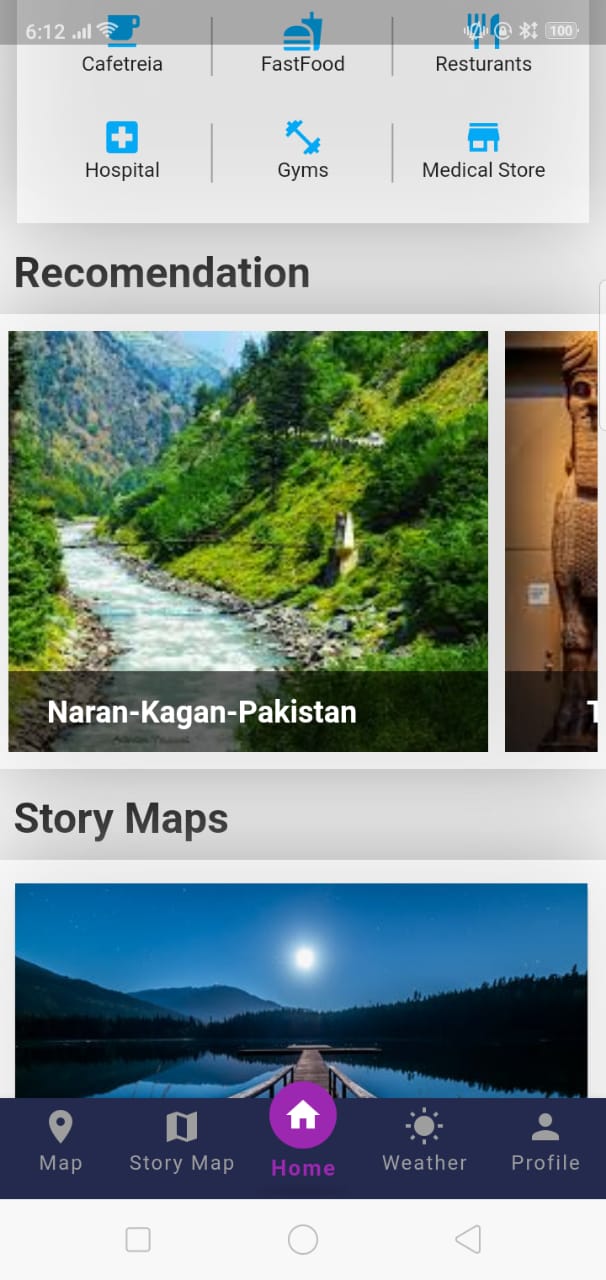 6:12
100
Cafetreia
FastFood
Resturants
Hospital
Gyms
Medical Store
Recomendation
Naran-Kagan-Pakistan
T
Story Maps
Map
Story Map
Home
Weather
Profile